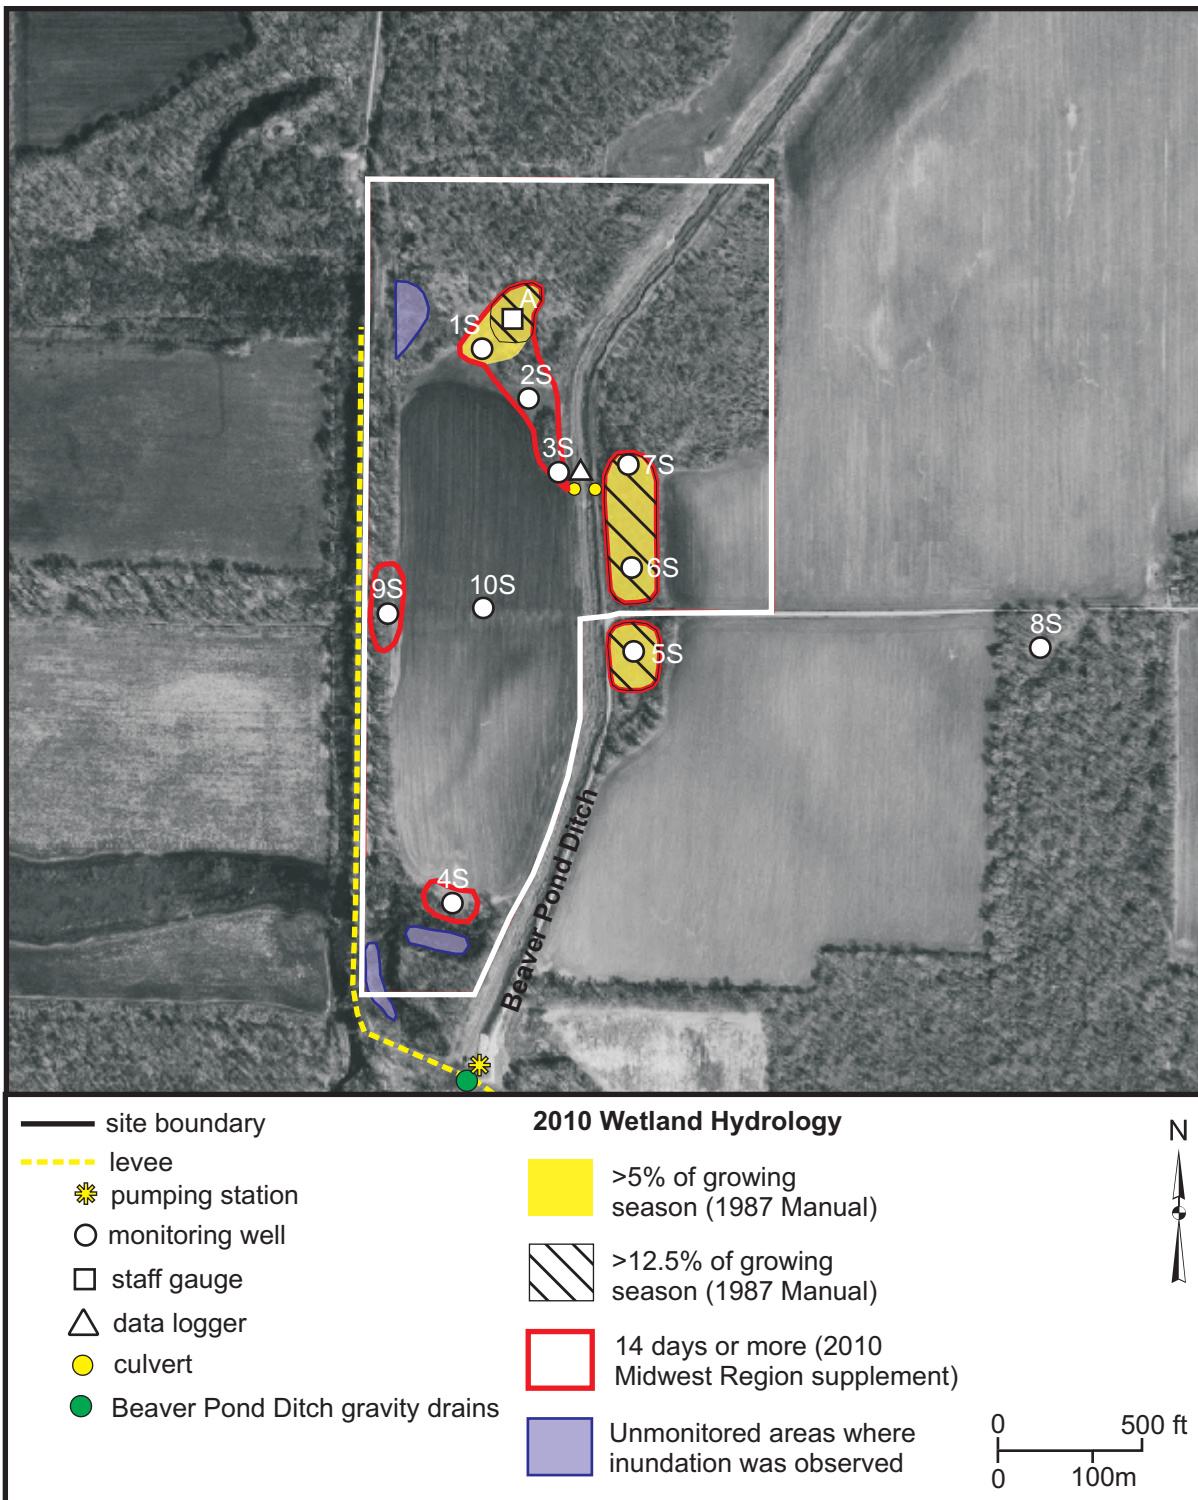 A
1S
2S
3S
7S
6S
9S
10S
5S
8S
4S
Beaver Pond Ditch
site boundary
levee
pumping station
monitoring well
staff gauge
data logger
culvert
Beaver Pond Ditch gravity drains
2010 Wetland Hydrology
>5% of growing
season (1987 Manual)
>12.5% of growing
season (1987 Manual)
14 days or more (2010
Midwest Region supplement)
Unmonitored areas where
inundation was observed
N
0 500 ft
0 100m